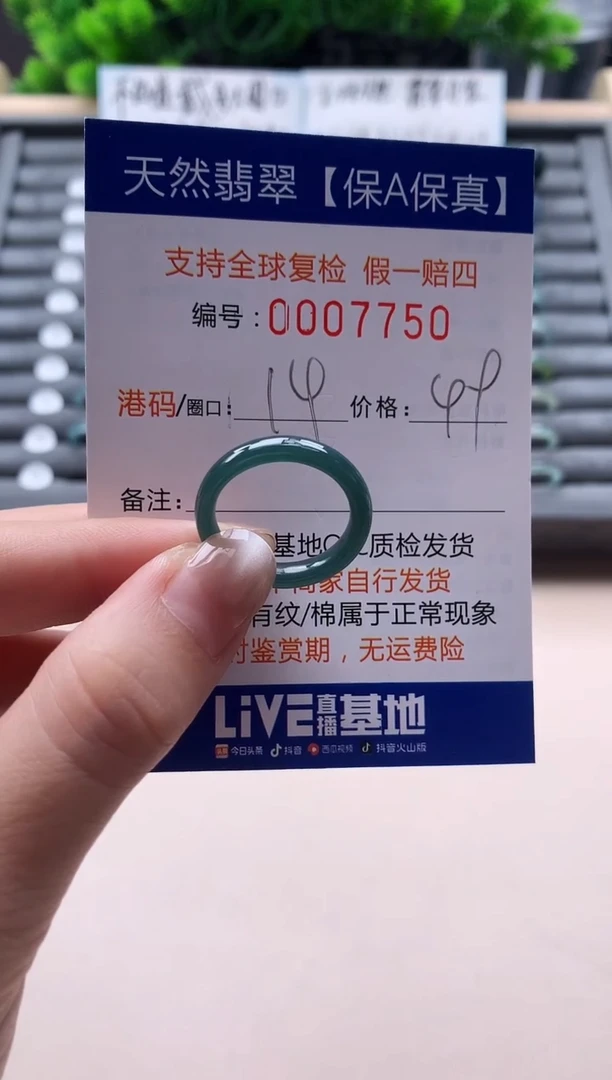 天然翡翠【保A保真】
支持全球复检 假一赔四
编号:0007750
港码/圈口: 14 价格:
备注:
基地Q 质检发货
商家自行发货
有纹/棉属于正常现象
时鉴赏期,无运费险
LiVE直播基地
今日头条 抖音 西瓜视频 抖音火山版